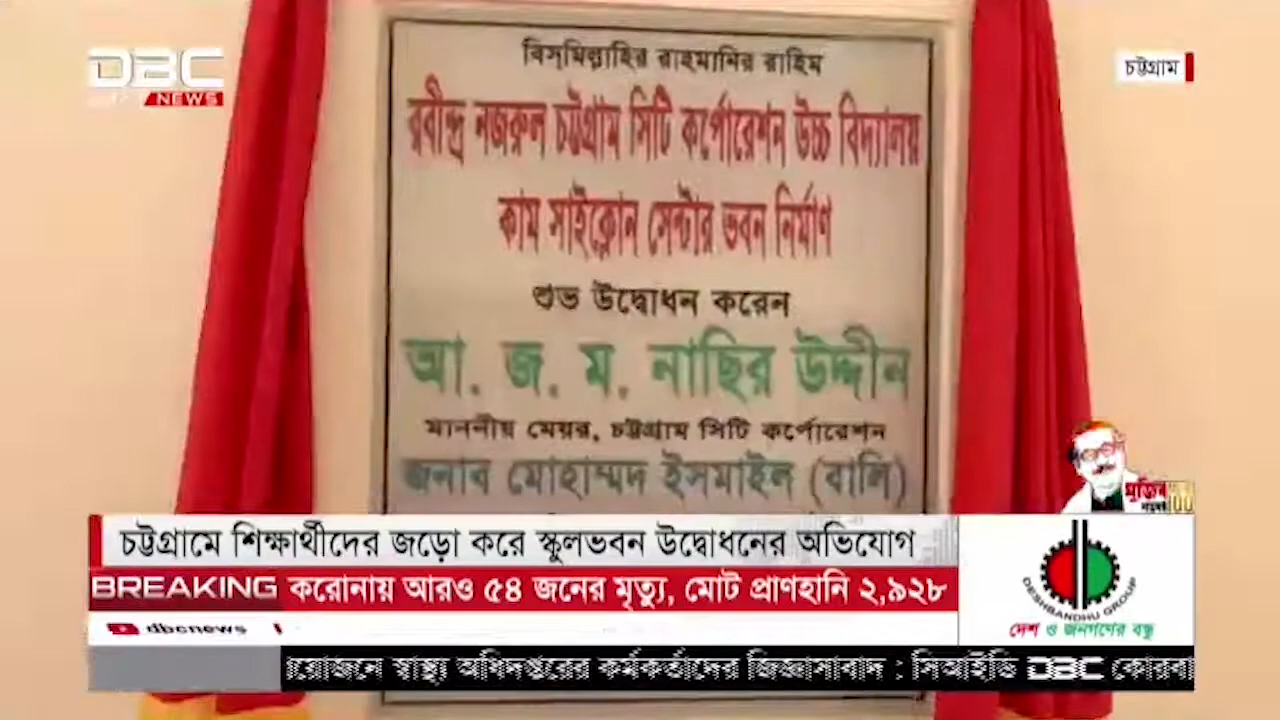 DBC
NEWS
চট্টগ্রাম
বিস্‌মিল্লাহির রাহমানির রাহিম
রবীন্দ্র নজরুল চট্টগ্রাম সিটি কর্পোরেশন উচ্চ বিদ্যালয়
কাম সাইক্লোন সেন্টার ভবন নির্মাণ
শুভ উদ্বোধন করেন
আ. জ. ম. নাছির উদ্দীন
মাননীয় মেয়র, চট্টগ্রাম সিটি কর্পোরেশন
জনাব মোহাম্মদ ইসমাইল (বালি)
চট্টগ্রামে শিক্ষার্থীদের জড়ো করে স্কুলভবন উদ্বোধনের অভিযোগ
BREAKING করোনায় আরও ৫৪ জনের মৃত্যু, মোট প্রাণহানি ২,৯২৮
dbcnews
DESHBANDHU GROUP
দেশ ও জনগণের বন্ধু
য়োজনে স্বাস্থ্য অধিদপ্তরের কর্মকর্তাদের জিজ্ঞাসাবাদ : সিআইডি DBC কোরবা